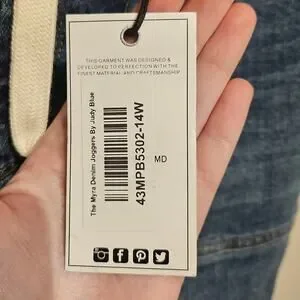 THIS GARMENT WAS DESIGNED &
DEVELOPED TO PERFECTION WITH THE
FINEST MATERIAL AND CRAFTSMANSHIP
The Myra Denim Joggers By Judy Blue
43MPB5302-14W
MD